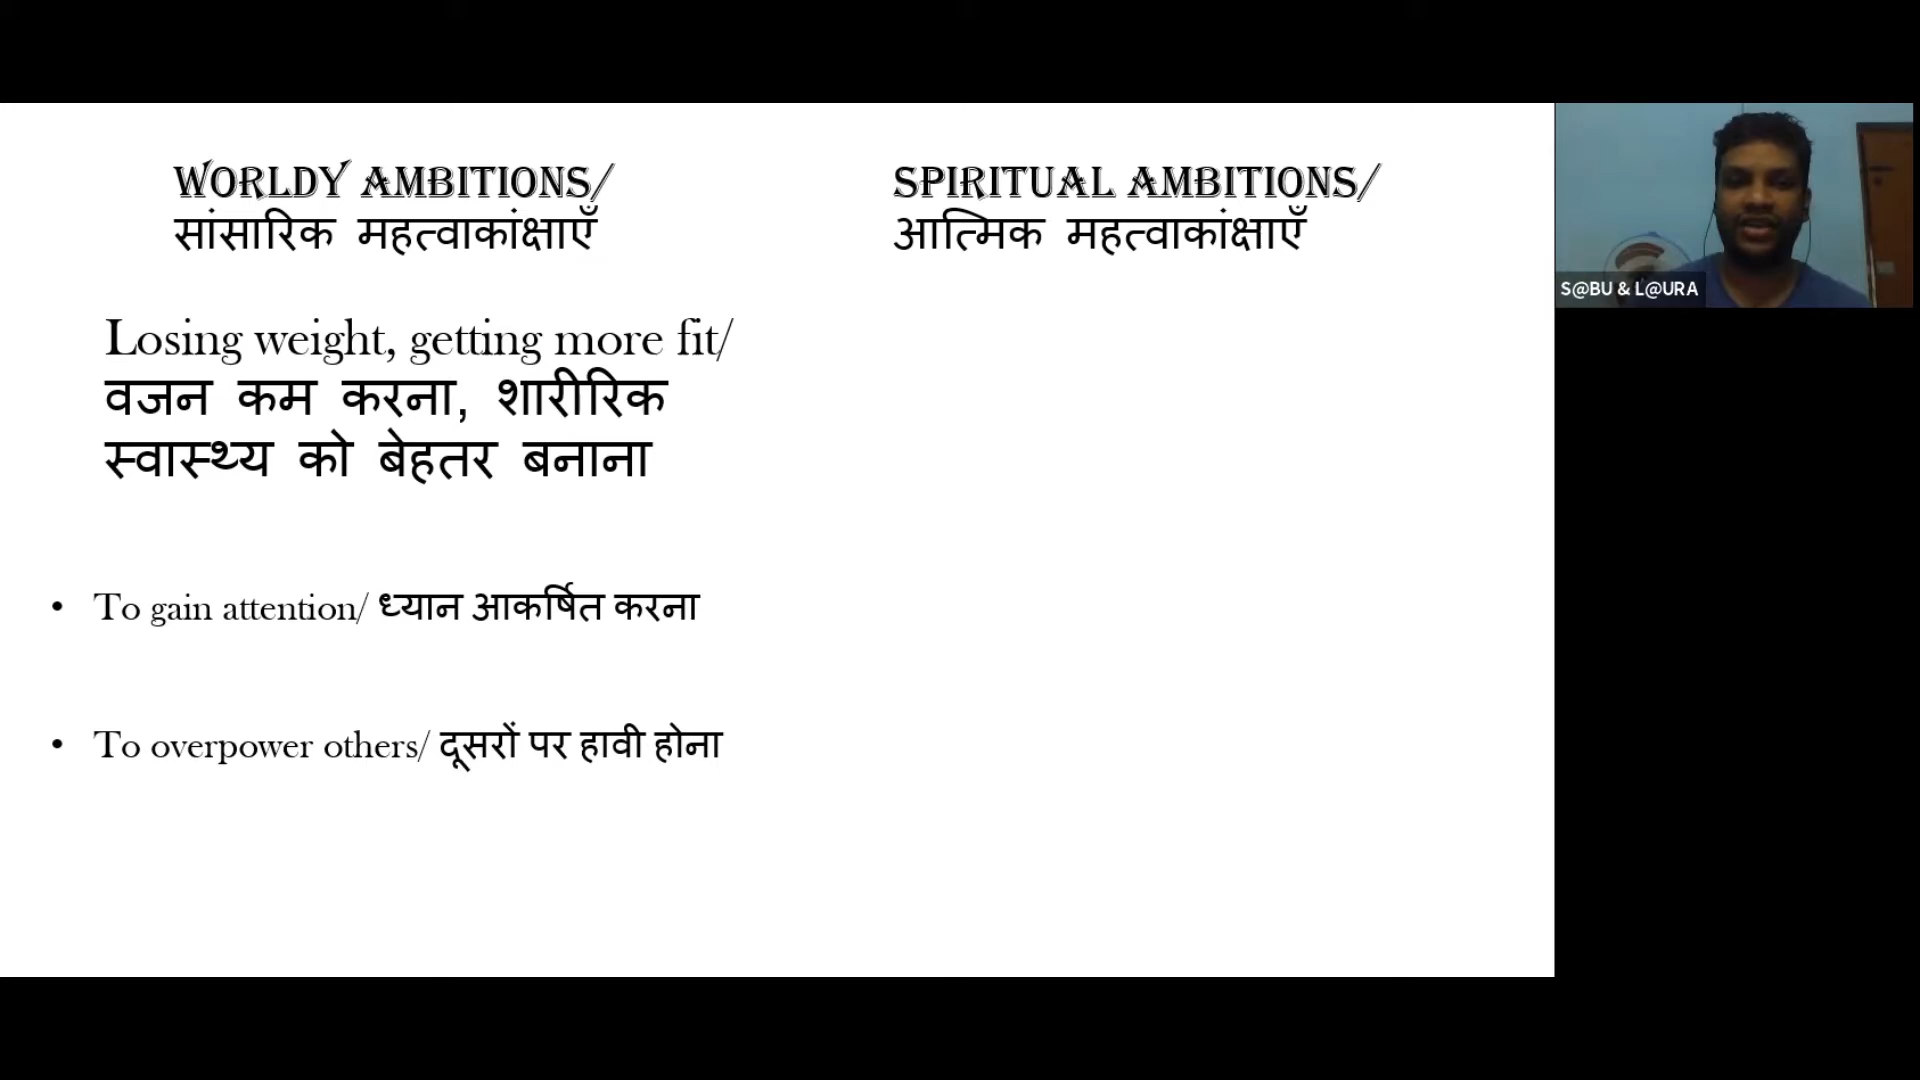 WORLDY AMBITIONS/
सांसारिक महत्वाकांक्षाएँ
SPIRITUAL AMBITIONS/
आत्मिक महत्वाकांक्षाएँ
Losing weight, getting more fit/
वजन कम करना, शारीरिक
स्वास्थ्य को बेहतर बनाना
• To gain attention/ ध्यान आकर्षित करना
• To overpower others/ दूसरों पर हावी होना
S@BU & L@URA